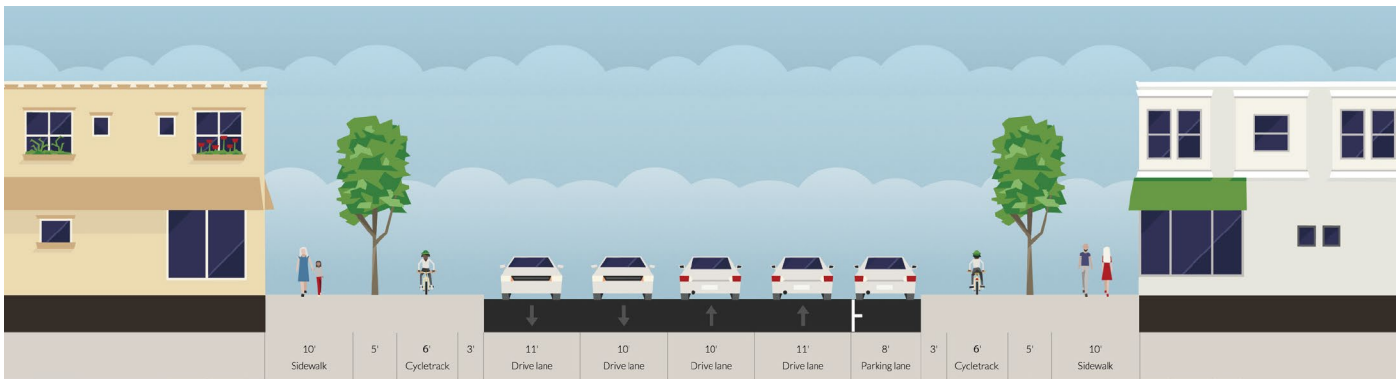 10'
Sidewalk
5'
6'
Cycletrack
3'
11'
Drive lane
10'
Drive lane
10'
Drive lane
11'
Drive lane
8'
Parking lane
3'
6'
Cycletrack
5'
10'
Sidewalk